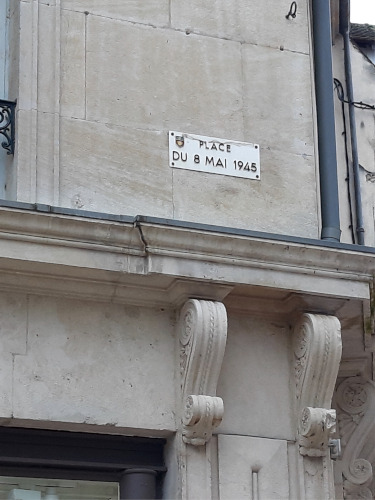 PLACE
DU 8 MAI 1945